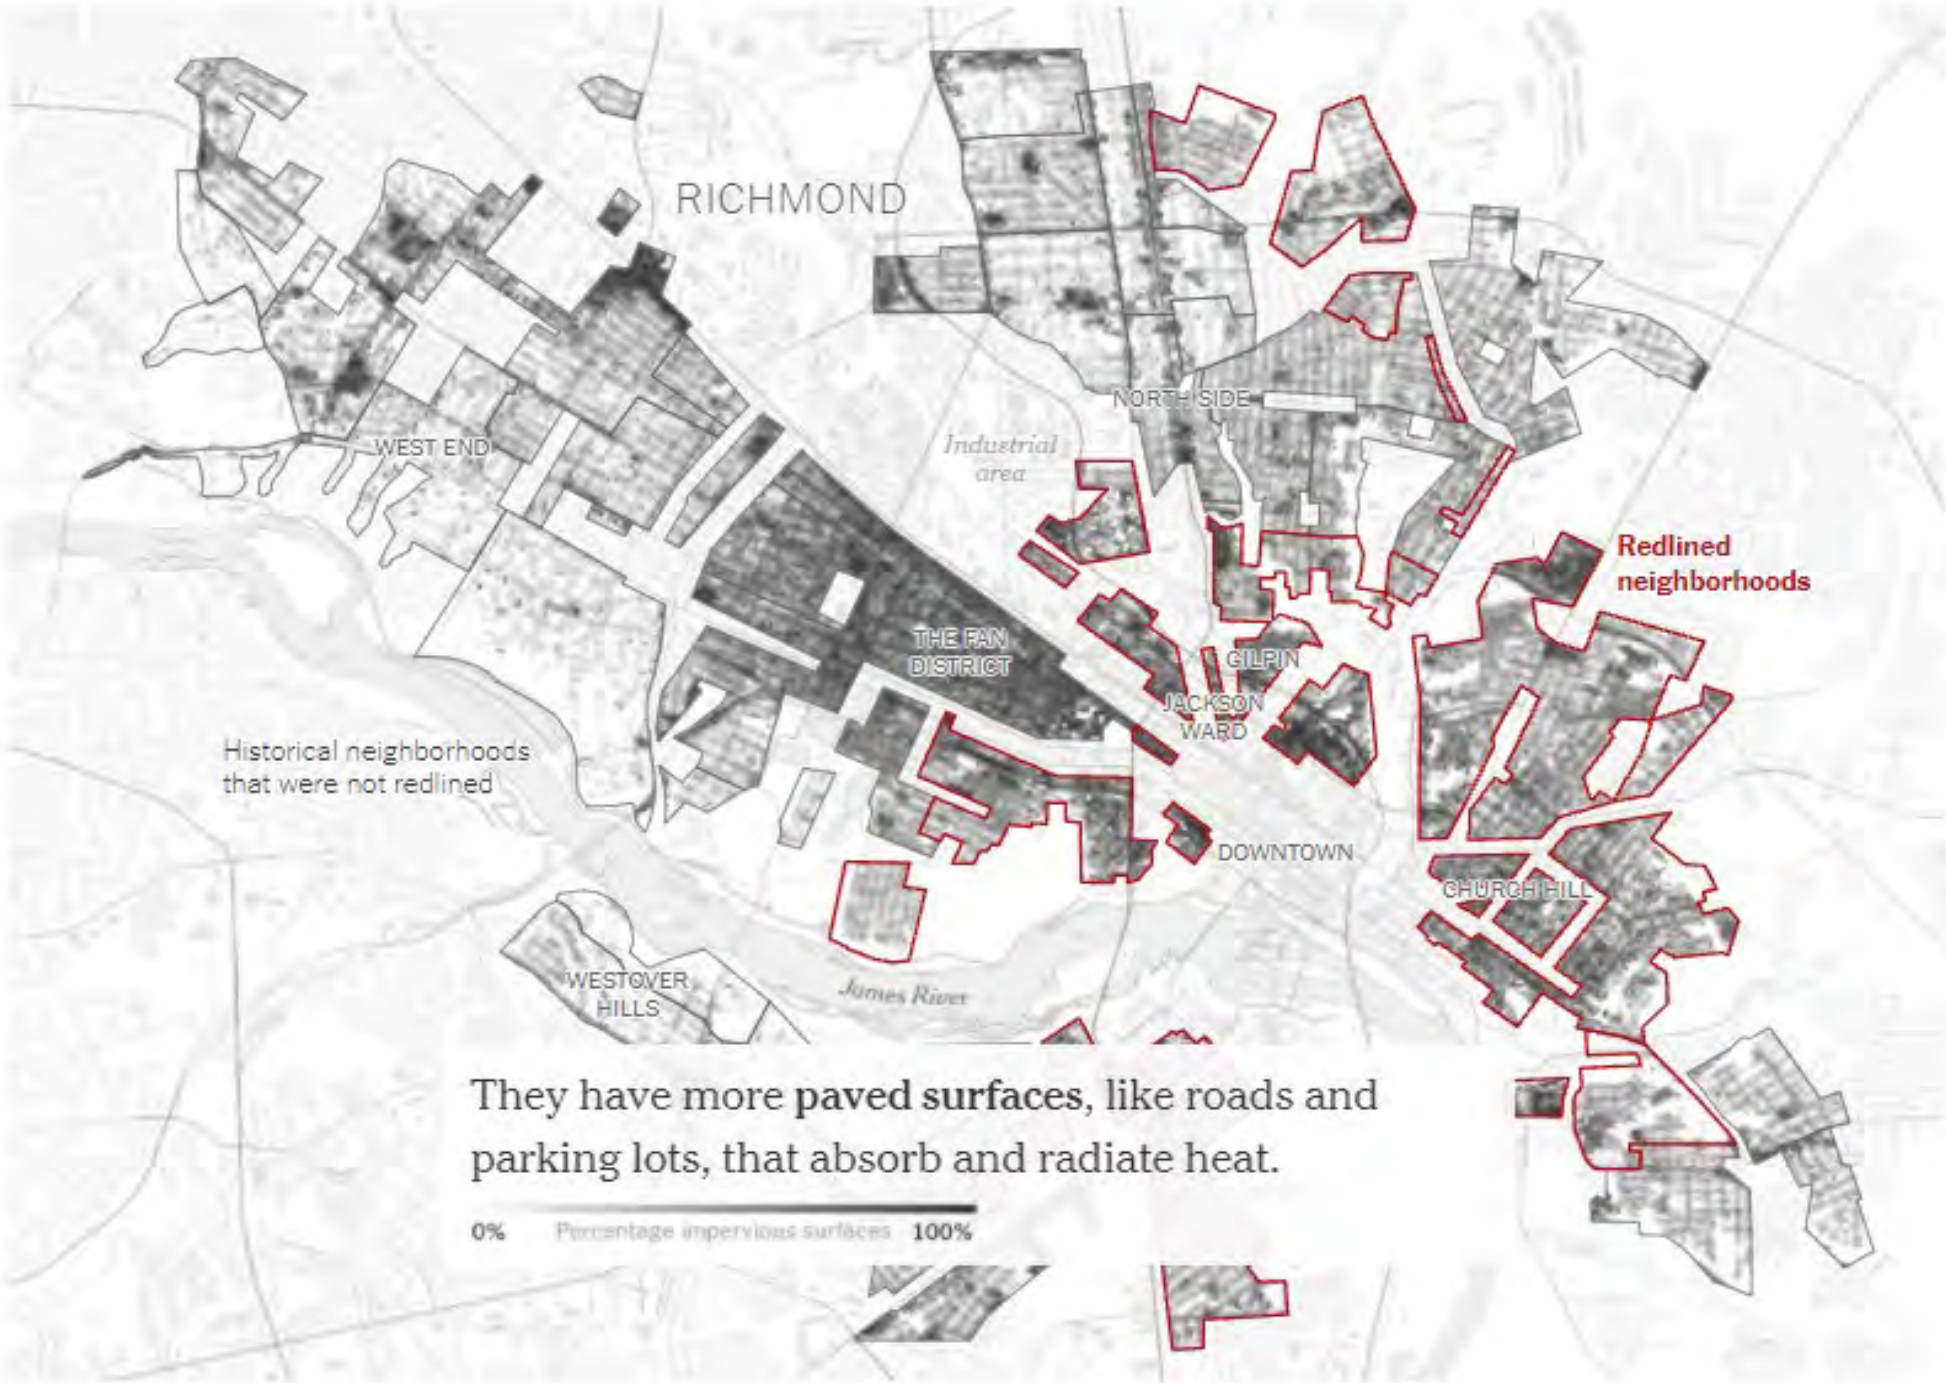 RICHMOND
NORTH SIDE
Industrial
area
WEST END
Redlined
neighborhoods
THE FAN
DISTRICT
GILPIN
JACKSON
WARD
Historical neighborhoods
that were not redlined
DOWNTOWN
CHURCH HILL
WESTOVER
HILLS
James River
They have more paved surfaces, like roads and
parking lots, that absorb and radiate heat.
0% Percentage impervious surfaces 100%